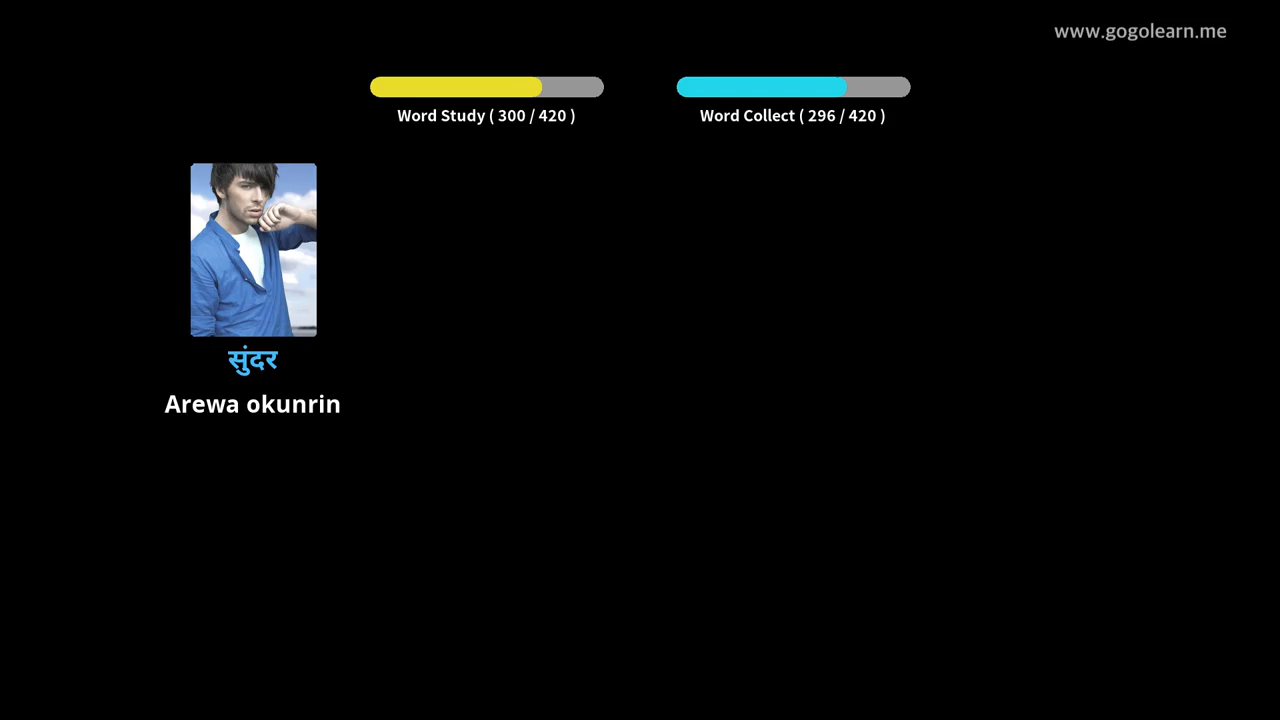 www.gogolearn.me
Word Study ( 300 / 420 )
Word Collect ( 296 / 420 )
सुंदर
Arewa okunrin